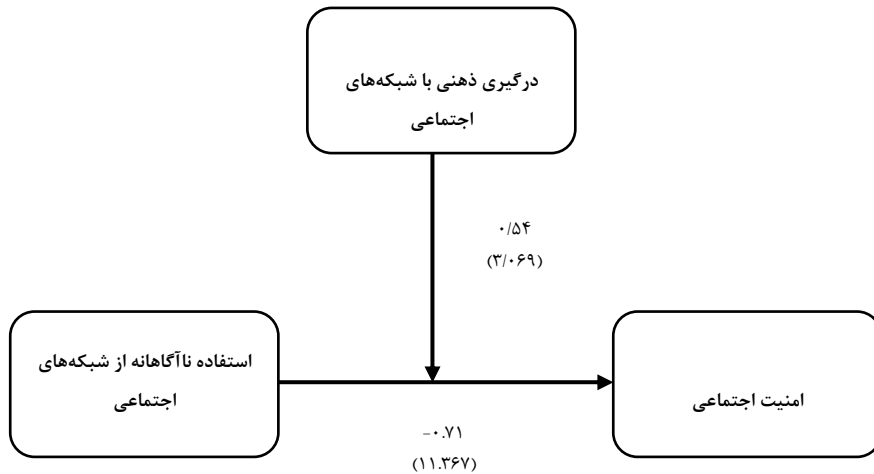 درگیری ذهنی با شبکه‌های
اجتماعی
۰/۵۴
(۳/۰۶۹)
استفاده ناآگاهانه از شبکه‌های
اجتماعی
امنیت اجتماعی
-۰.۷۱
(۱۱.۳۶۷)